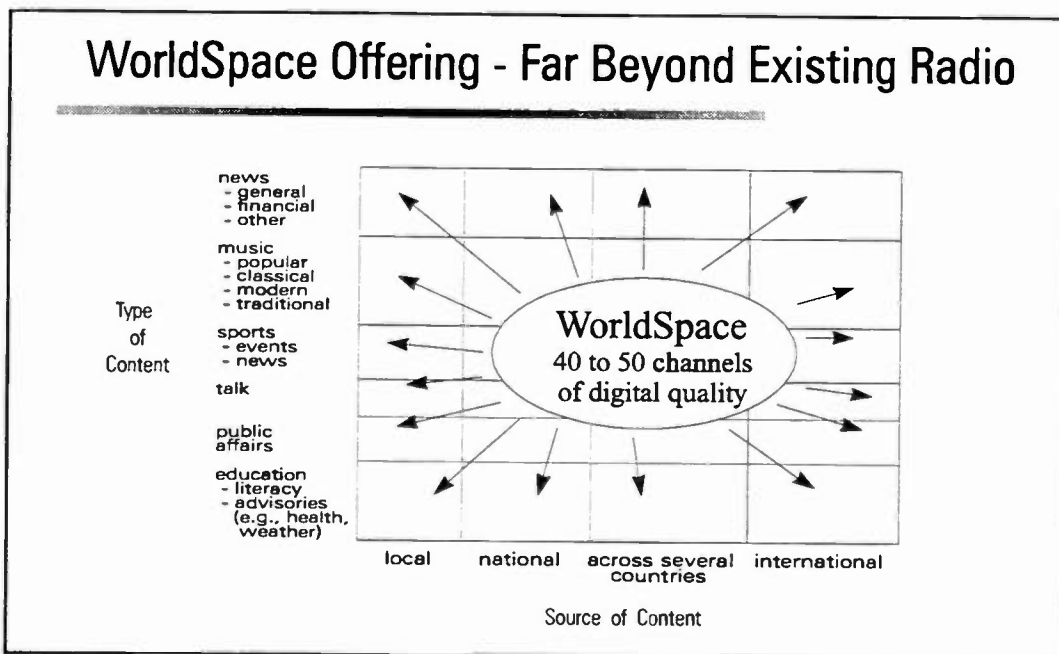 WorldSpace Offering - Far Beyond Existing Radio
news
- general
- financial
- other
music
- popular
- classical
- modern
- traditional
sports
- events
- news
talk
public
affairs
education
- literacy
- advisories
(e.g., health,
weather)
Type
of
Content
WorldSpace
40 to 50 channels
of digital quality
local
national
across several
countries
international
Source of Content